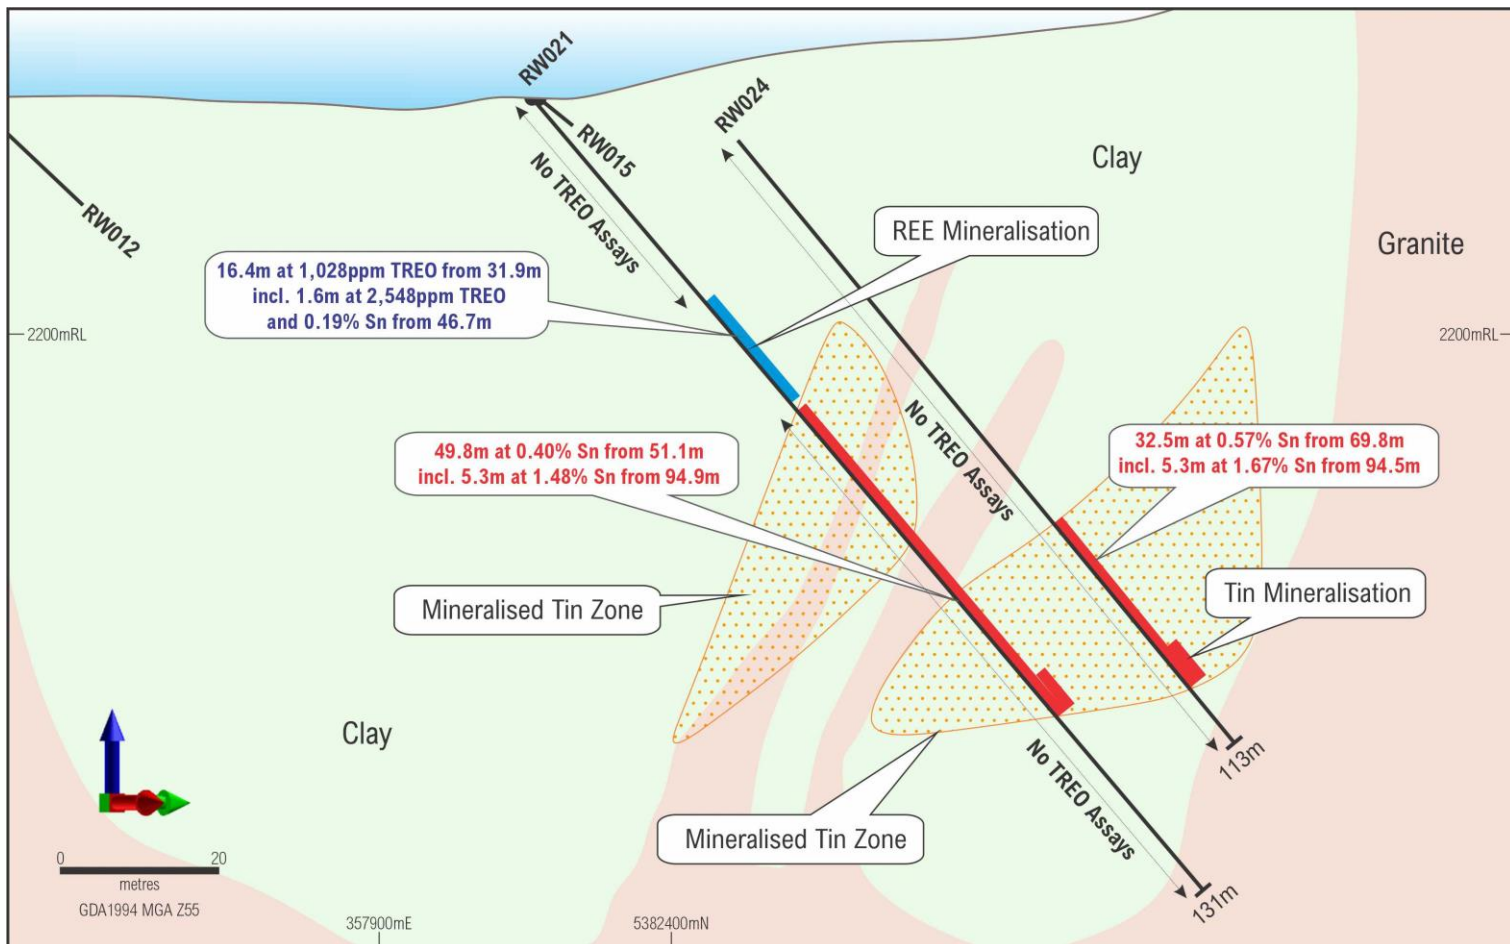 RW021
RW015
RW024
RW012
No TREO Assays
Clay
REE Mineralisation
Granite
16.4m at 1,028ppm TREO from 31.9m
incl. 1.6m at 2,548ppm TREO
and 0.19% Sn from 46.7m
2200mRL
2200mRL
No TREO Assays
49.8m at 0.40% Sn from 51.1m
incl. 5.3m at 1.48% Sn from 94.9m
32.5m at 0.57% Sn from 69.8m
incl. 5.3m at 1.67% Sn from 94.5m
Mineralised Tin Zone
Tin Mineralisation
Clay
No TREO Assays
113m
Mineralised Tin Zone
131m
0 20
metres
GDA1994 MGA Z55
357900mE
5382400mN